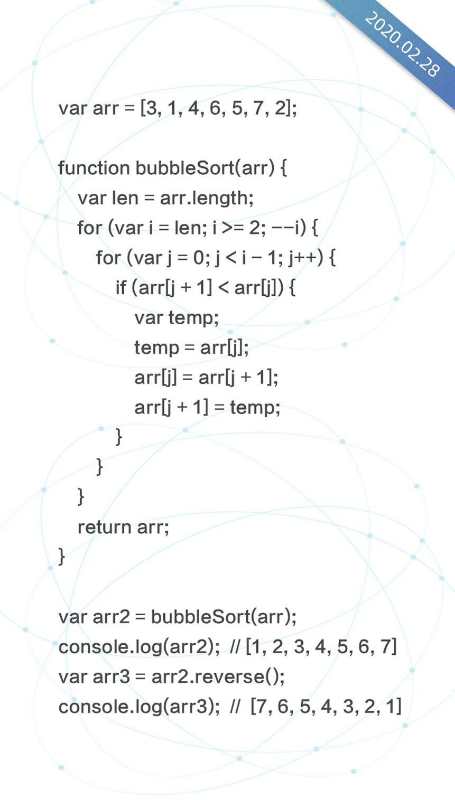 2020.02.28
var arr = [3, 1, 4, 6, 5, 7, 2];
function bubbleSort(arr) {
var len = arr.length;
for (var i = len; i >= 2; −−i) {
for (var j = 0; j < i − 1; j++) {
if (arr[j + 1] < arr[j]) {
var temp;
temp = arr[j];
arr[j] = arr[j + 1];
arr[j + 1] = temp;
}
}
}
return arr;
}
var arr2 = bubbleSort(arr);
console.log(arr2); // [1, 2, 3, 4, 5, 6, 7]
var arr3 = arr2.reverse();
console.log(arr3); // [7, 6, 5, 4, 3, 2, 1]